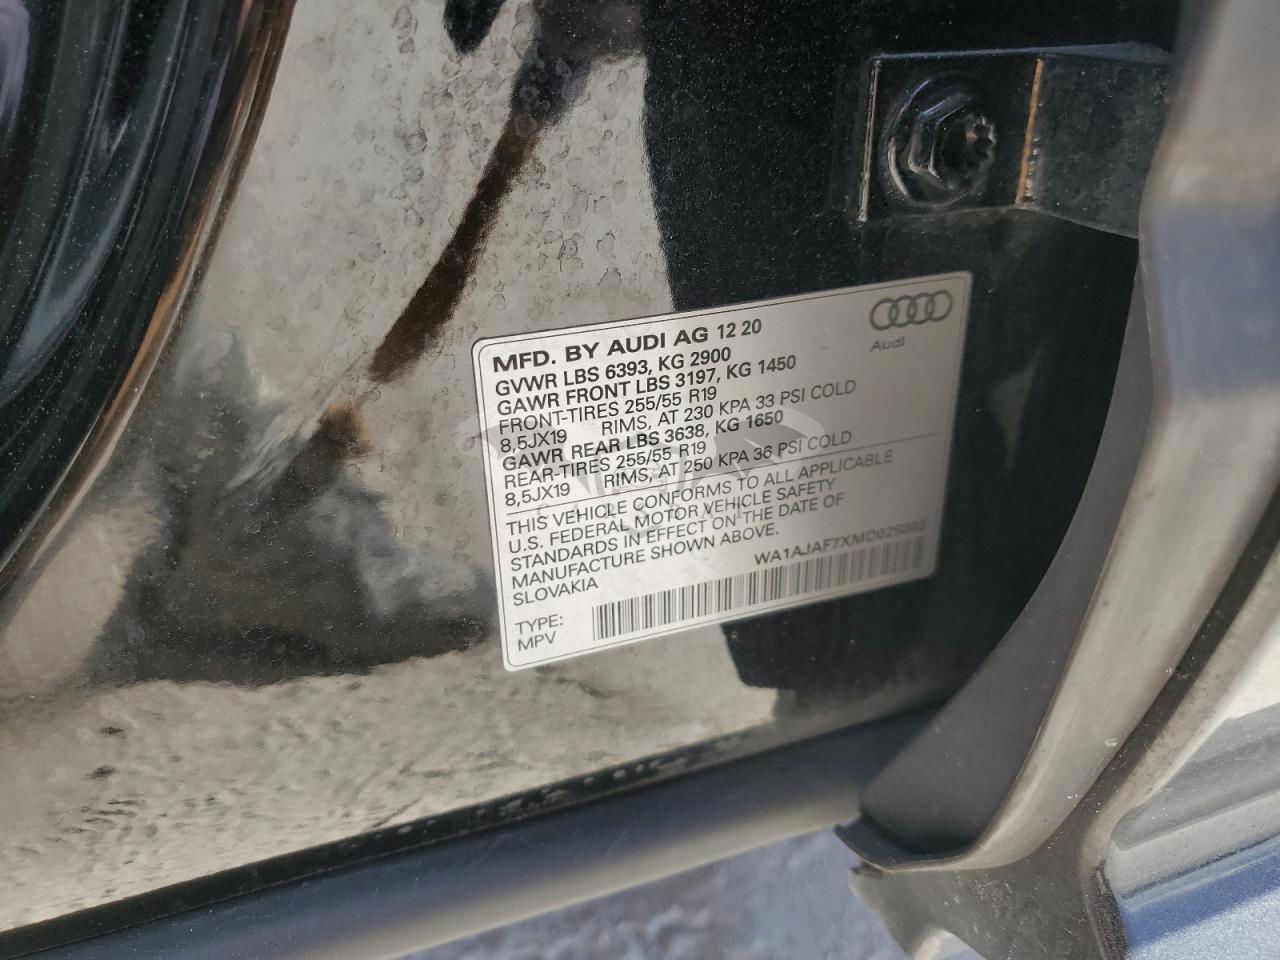 MFD. BY AUDI AG 12 20
Audi
GVWR LBS 6393, KG 2900
GAWR FRONT LBS 3197, KG 1450
FRONT-TIRES 255/55 R19
8,5JX19 RIMS, AT 230 KPA 33 PSI COLD
GAWR REAR LBS 3638, KG 1650
REAR-TIRES 255/55 R19
8,5JX19 RIMS, AT 250 KPA 36 PSI COLD
THIS VEHICLE CONFORMS TO ALL APPLICABLE
U.S. FEDERAL MOTOR VEHICLE SAFETY
STANDARDS IN EFFECT ON THE DATE OF
MANUFACTURE SHOWN ABOVE.
SLOVAKIA
TYPE:
MPV